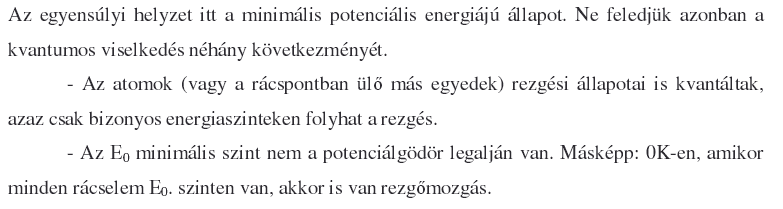 Az egyensúlyi helyzet itt a minimális potenciális energiájú állapot. Ne feledjük azonban a
kvantumos viselkedés néhány következményét.
- Az atomok (vagy a rácspontban ülő más egyedek) rezgési állapotai is kvantáltak,
azaz csak bizonyos energiaszinteken folyhat a rezgés.
- Az E₀ minimális szint nem a potenciálgödör legalján van. Másképp: 0K-en, amikor
minden rácselem E₀. szinten van, akkor is van rezgőmozgás.